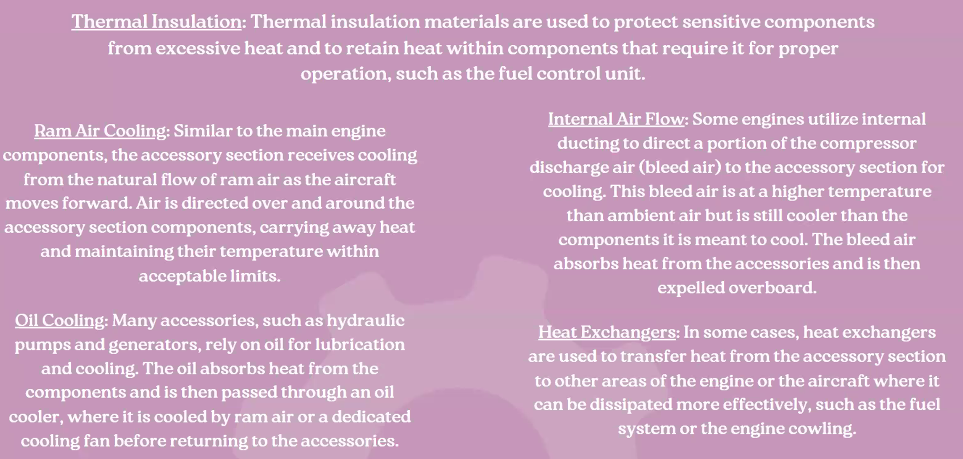 Thermal Insulation: Thermal insulation materials are used to protect sensitive components
from excessive heat and to retain heat within components that require it for proper
operation, such as the fuel control unit.
Ram Air Cooling: Similar to the main engine
components, the accessory section receives cooling
from the natural flow of ram air as the aircraft
moves forward. Air is directed over and around the
accessory section components, carrying away heat
and maintaining their temperature within
acceptable limits.
Oil Cooling: Many accessories, such as hydraulic
pumps and generators, rely on oil for lubrication
and cooling. The oil absorbs heat from the
components and is then passed through an oil
cooler, where it is cooled by ram air or a dedicated
cooling fan before returning to the accessories.
Internal Air Flow: Some engines utilize internal
ducting to direct a portion of the compressor
discharge air (bleed air) to the accessory section for
cooling. This bleed air is at a higher temperature
than ambient air but is still cooler than the
components it is meant to cool. The bleed air
absorbs heat from the accessories and is then
expelled overboard.
Heat Exchangers: In some cases, heat exchangers
are used to transfer heat from the accessory section
to other areas of the engine or the aircraft where it
can be dissipated more effectively, such as the fuel
system or the engine cowling.